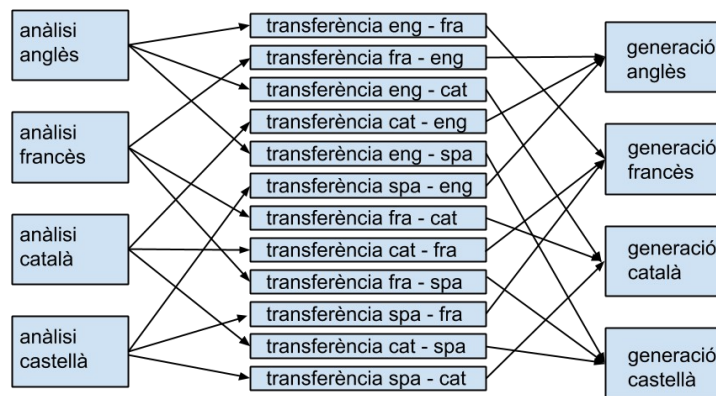 anàlisi
anglès
anàlisi
francès
anàlisi
català
anàlisi
castellà
transferència eng - fra
transferència fra - eng
transferència eng - cat
transferència cat - eng
transferència eng - spa
transferència spa - eng
transferència fra - cat
transferència cat - fra
transferència fra - spa
transferència spa - fra
transferència cat - spa
transferència spa - cat
generació
anglès
generació
francès
generació
català
generació
castellà